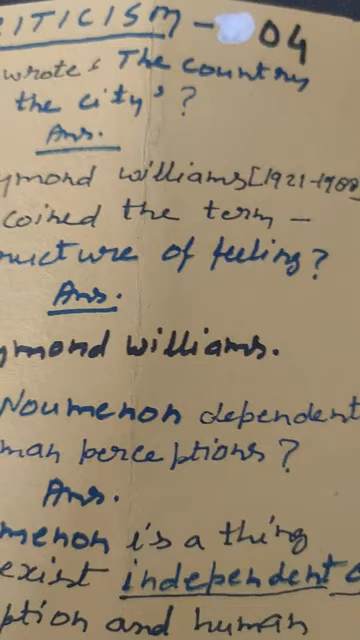 RITICISM - 04
wrote 'The country
the city'?
Ans.
ymond williams [1921-1988
coined the term -
ructure of feeling?
Ans.
ymond williams.
Noumenon dependent
man perceptions?
Ans.
menon is a thing
exist independent o
ption and human